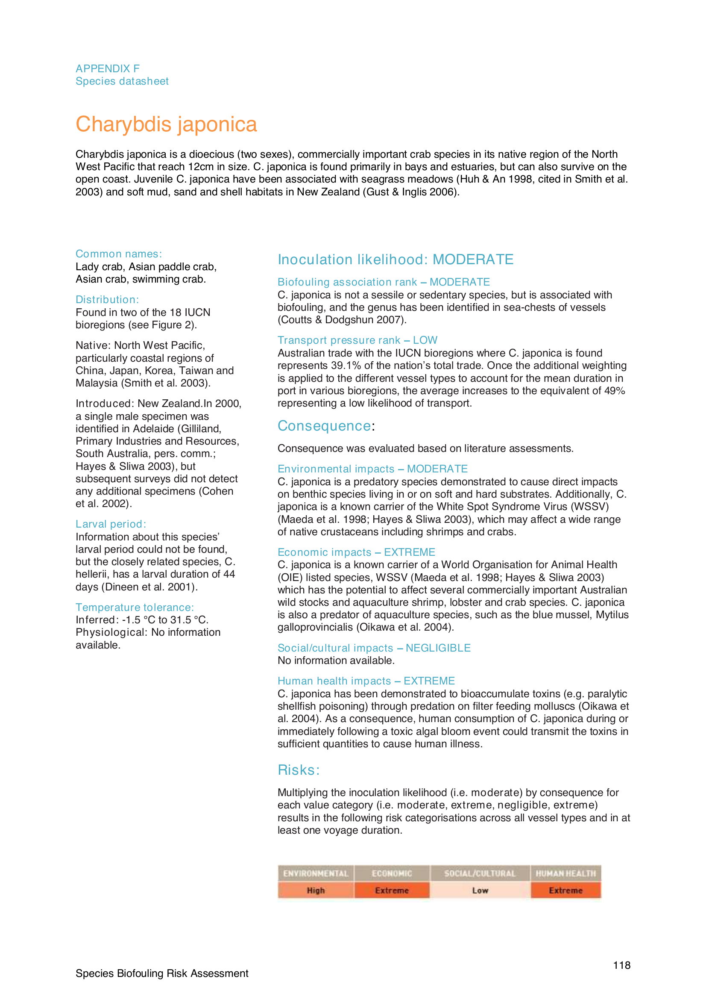 APPENDIX F
Species datasheet
Charybdis japonica
Charybdis japonica is a dioecious (two sexes), commercially important crab species in its native region of the North
West Pacific that reach 12cm in size. C. japonica is found primarily in bays and estuaries, but can also survive on the
open coast. Juvenile C. japonica have been associated with seagrass meadows (Huh & An 1998, cited in Smith et al.
2003) and soft mud, sand and shell habitats in New Zealand (Gust & Inglis 2006).
Common names:
Lady crab, Asian paddle crab,
Asian crab, swimming crab.
Distribution:
Found in two of the 18 IUCN
bioregions (see Figure 2).
Native: North West Pacific,
particularly coastal regions of
China, Japan, Korea, Taiwan and
Malaysia (Smith et al. 2003).
Introduced: New Zealand.In 2000,
a single male specimen was
identified in Adelaide (Gilliland,
Primary Industries and Resources,
South Australia, pers. comm.;
Hayes & Sliwa 2003), but
subsequent surveys did not detect
any additional specimens (Cohen
et al. 2002).
Larval period:
Information about this species’
larval period could not be found,
but the closely related species, C.
hellerii, has a larval duration of 44
days (Dineen et al. 2001).
Temperature tolerance:
Inferred: -1.5 °C to 31.5 °C.
Physiological: No information
available.
Inoculation likelihood: MODERATE
Biofouling association rank – MODERATE
C. japonica is not a sessile or sedentary species, but is associated with
biofouling, and the genus has been identified in sea-chests of vessels
(Coutts & Dodgshun 2007).
Transport pressure rank – LOW
Australian trade with the IUCN bioregions where C. japonica is found
represents 39.1% of the nation’s total trade. Once the additional weighting
is applied to the different vessel types to account for the mean duration in
port in various bioregions, the average increases to the equivalent of 49%
representing a low likelihood of transport.
Consequence:
Consequence was evaluated based on literature assessments.
Environmental impacts – MODERATE
C. japonica is a predatory species demonstrated to cause direct impacts
on benthic species living in or on soft and hard substrates. Additionally, C.
japonica is a known carrier of the White Spot Syndrome Virus (WSSV)
(Maeda et al. 1998; Hayes & Sliwa 2003), which may affect a wide range
of native crustaceans including shrimps and crabs.
Economic impacts – EXTREME
C. japonica is a known carrier of a World Organisation for Animal Health
(OIE) listed species, WSSV (Maeda et al. 1998; Hayes & Sliwa 2003)
which has the potential to affect several commercially important Australian
wild stocks and aquaculture shrimp, lobster and crab species. C. japonica
is also a predator of aquaculture species, such as the blue mussel, Mytilus
galloprovincialis (Oikawa et al. 2004).
Social/cultural impacts – NEGLIGIBLE
No information available.
Human health impacts – EXTREME
C. japonica has been demonstrated to bioaccumulate toxins (e.g. paralytic
shellfish poisoning) through predation on filter feeding molluscs (Oikawa et
al. 2004). As a consequence, human consumption of C. japonica during or
immediately following a toxic algal bloom event could transmit the toxins in
sufficient quantities to cause human illness.
Risks:
Multiplying the inoculation likelihood (i.e. moderate) by consequence for
each value category (i.e. moderate, extreme, negligible, extreme)
results in the following risk categorisations across all vessel types and in at
least one voyage duration.
ENVIRONMENTAL ECONOMIC SOCIAL/CULTURAL HUMAN HEALTH
High Extreme Low Extreme
118
Species Biofouling Risk Assessment